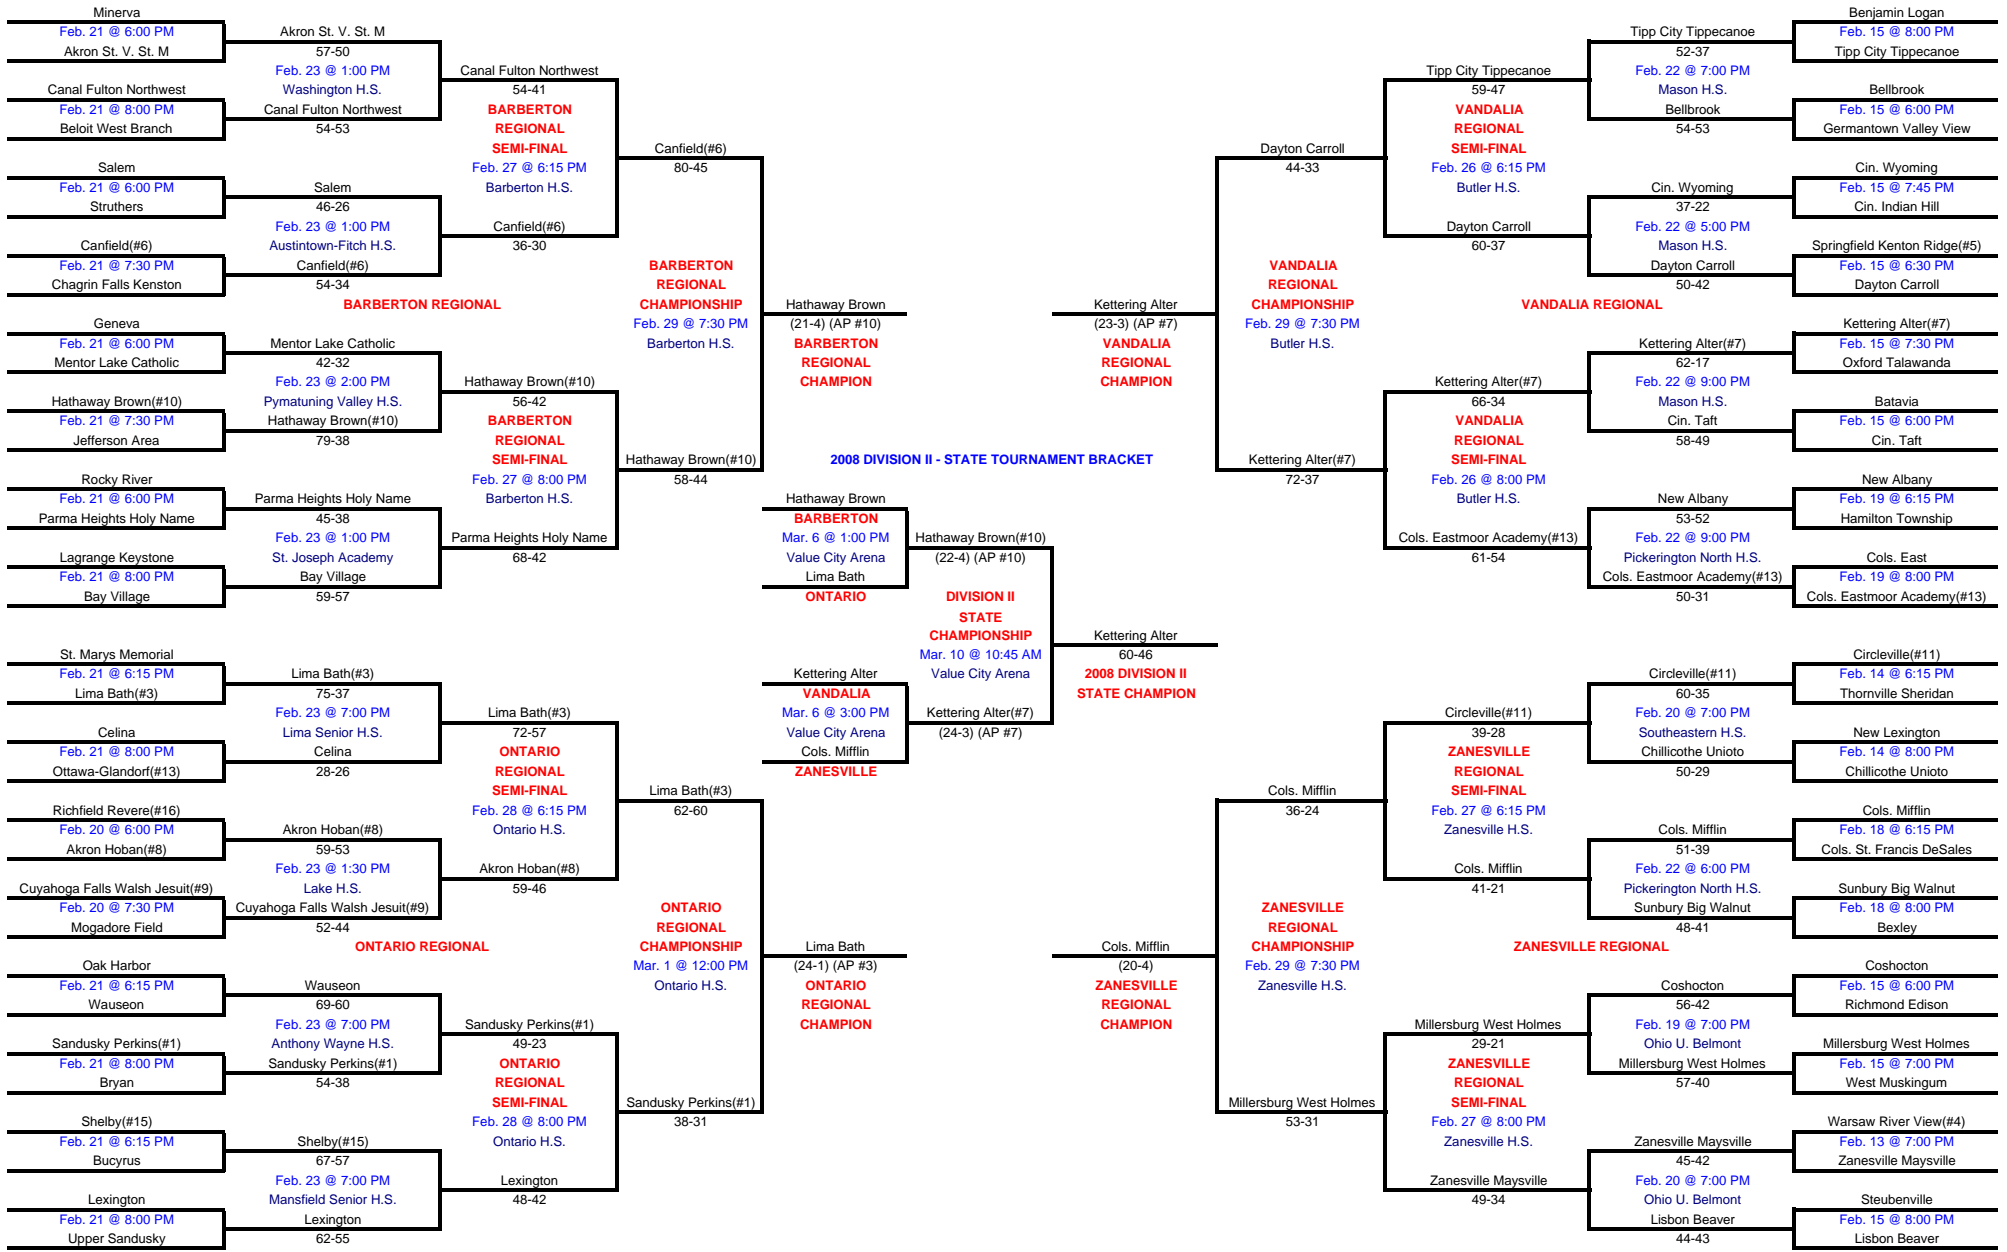 Minerva
Feb. 21 @ 6:00 PM
Akron St. V. St. M
Canal Fulton Northwest
Feb. 21 @ 8:00 PM
Beloit West Branch
Salem
Feb. 21 @ 6:00 PM
Struthers
Canfield(#6)
Feb. 21 @ 7:30 PM
Chagrin Falls Kenston
Geneva
Feb. 21 @ 6:00 PM
Mentor Lake Catholic
Hathaway Brown(#10)
Feb. 21 @ 7:30 PM
Jefferson Area
Rocky River
Feb. 21 @ 6:00 PM
Parma Heights Holy Name
Lagrange Keystone
Feb. 21 @ 8:00 PM
Bay Village
St. Marys Memorial
Feb. 21 @ 6:15 PM
Lima Bath(#3)
Celina
Feb. 21 @ 8:00 PM
Ottawa-Glandorf(#13)
Richfield Revere(#16)
Feb. 20 @ 6:00 PM
Akron Hoban(#8)
Cuyahoga Falls Walsh Jesuit(#9)
Feb. 20 @ 7:30 PM
Mogadore Field
Oak Harbor
Feb. 21 @ 6:15 PM
Wauseon
Sandusky Perkins(#1)
Feb. 21 @ 8:00 PM
Bryan
Shelby(#15)
Feb. 21 @ 6:15 PM
Bucyrus
Lexington
Feb. 21 @ 8:00 PM
Upper Sandusky
Akron St. V. St. M
57-50
Feb. 23 @ 1:00 PM
Washington H.S.
Canal Fulton Northwest
54-53
Salem
46-26
Feb. 23 @ 1:00 PM
Austintown-Fitch H.S.
Canfield(#6)
54-34
BARBERTON REGIONAL
Mentor Lake Catholic
42-32
Feb. 23 @ 2:00 PM
Pymatuning Valley H.S.
Hathaway Brown(#10)
79-38
Parma Heights Holy Name
45-38
Feb. 23 @ 1:00 PM
St. Joseph Academy
Bay Village
59-57
Lima Bath(#3)
75-37
Feb. 23 @ 7:00 PM
Lima Senior H.S.
Celina
28-26
Akron Hoban(#8)
59-53
Feb. 23 @ 1:30 PM
Lake H.S.
Cuyahoga Falls Walsh Jesuit(#9)
52-44
ONTARIO REGIONAL
Wauseon
69-60
Feb. 23 @ 7:00 PM
Anthony Wayne H.S.
Sandusky Perkins(#1)
54-38
Shelby(#15)
67-57
Feb. 23 @ 7:00 PM
Mansfield Senior H.S.
Lexington
62-55
Canal Fulton Northwest
54-41
BARBERTON
REGIONAL
SEMI-FINAL
Feb. 27 @ 6:15 PM
Barberton H.S.
Canfield(#6)
36-30
Hathaway Brown(#10)
56-42
BARBERTON
REGIONAL
SEMI-FINAL
Feb. 27 @ 8:00 PM
Barberton H.S.
Parma Heights Holy Name
68-42
Lima Bath(#3)
72-57
ONTARIO
REGIONAL
SEMI-FINAL
Feb. 28 @ 6:15 PM
Ontario H.S.
Akron Hoban(#8)
59-46
Sandusky Perkins(#1)
49-23
ONTARIO
REGIONAL
SEMI-FINAL
Feb. 28 @ 8:00 PM
Ontario H.S.
Lexington
48-42
Canfield(#6)
80-45
BARBERTON
REGIONAL
CHAMPIONSHIP
Feb. 29 @ 7:30 PM
Barberton H.S.
Hathaway Brown(#10)
58-44
Lima Bath(#3)
62-60
ONTARIO
REGIONAL
CHAMPIONSHIP
Mar. 1 @ 12:00 PM
Ontario H.S.
Sandusky Perkins(#1)
38-31
Hathaway Brown
(21-4) (AP #10)
BARBERTON
REGIONAL
CHAMPION
2008 DIVISION II - STATE TOURNAMENT BRACKET
Hathaway Brown
BARBERTON
Mar. 6 @ 1:00 PM
Value City Arena
Lima Bath
ONTARIO
Kettering Alter
VANDALIA
Mar. 6 @ 3:00 PM
Value City Arena
Cols. Mifflin
ZANESVILLE
Lima Bath
(24-1) (AP #3)
ONTARIO
REGIONAL
CHAMPION
Hathaway Brown(#10)
(22-4) (AP #10)
DIVISION II
STATE
CHAMPIONSHIP
Mar. 10 @ 10:45 AM
Value City Arena
Kettering Alter(#7)
(24-3) (AP #7)
Kettering Alter
(23-3) (AP #7)
VANDALIA
REGIONAL
CHAMPION
Kettering Alter
60-46
2008 DIVISION II
STATE CHAMPION
Cols. Mifflin
(20-4)
ZANESVILLE
REGIONAL
CHAMPION
Dayton Carroll
44-33
VANDALIA
REGIONAL
CHAMPIONSHIP
Feb. 29 @ 7:30 PM
Butler H.S.
Kettering Alter(#7)
72-37
Cols. Mifflin
36-24
ZANESVILLE
REGIONAL
CHAMPIONSHIP
Feb. 29 @ 7:30 PM
Zanesville H.S.
Millersburg West Holmes
53-31
Tipp City Tippecanoe
59-47
VANDALIA
REGIONAL
SEMI-FINAL
Feb. 26 @ 6:15 PM
Butler H.S.
Dayton Carroll
60-37
Kettering Alter(#7)
66-34
VANDALIA
REGIONAL
SEMI-FINAL
Feb. 26 @ 8:00 PM
Butler H.S.
Cols. Eastmoor Academy(#13)
61-54
Circleville(#11)
39-28
ZANESVILLE
REGIONAL
SEMI-FINAL
Feb. 27 @ 6:15 PM
Zanesville H.S.
Cols. Mifflin
41-21
Millersburg West Holmes
29-21
ZANESVILLE
REGIONAL
SEMI-FINAL
Feb. 27 @ 8:00 PM
Zanesville H.S.
Zanesville Maysville
49-34
Tipp City Tippecanoe
52-37
Feb. 22 @ 7:00 PM
Mason H.S.
Bellbrook
54-53
Cin. Wyoming
37-22
Feb. 22 @ 5:00 PM
Mason H.S.
Dayton Carroll
50-42
VANDALIA REGIONAL
Kettering Alter(#7)
62-17
Feb. 22 @ 9:00 PM
Mason H.S.
Cin. Taft
58-49
New Albany
53-52
Feb. 22 @ 9:00 PM
Pickerington North H.S.
Cols. Eastmoor Academy(#13)
50-31
Circleville(#11)
60-35
Feb. 20 @ 7:00 PM
Southeastern H.S.
Chillicothe Unioto
50-29
Cols. Mifflin
51-39
Feb. 22 @ 6:00 PM
Pickerington North H.S.
Sunbury Big Walnut
48-41
ZANESVILLE REGIONAL
Coshocton
56-42
Feb. 19 @ 7:00 PM
Ohio U. Belmont
Millersburg West Holmes
57-40
Zanesville Maysville
45-42
Feb. 20 @ 7:00 PM
Ohio U. Belmont
Lisbon Beaver
44-43
Benjamin Logan
Feb. 15 @ 8:00 PM
Tipp City Tippecanoe
Bellbrook
Feb. 15 @ 6:00 PM
Germantown Valley View
Cin. Wyoming
Feb. 15 @ 7:45 PM
Cin. Indian Hill
Springfield Kenton Ridge(#5)
Feb. 15 @ 6:30 PM
Dayton Carroll
Kettering Alter(#7)
Feb. 15 @ 7:30 PM
Oxford Talawanda
Batavia
Feb. 15 @ 6:00 PM
Cin. Taft
New Albany
Feb. 19 @ 6:15 PM
Hamilton Township
Cols. East
Feb. 19 @ 8:00 PM
Cols. Eastmoor Academy(#13)
Circleville(#11)
Feb. 14 @ 6:15 PM
Thornville Sheridan
New Lexington
Feb. 14 @ 8:00 PM
Chillicothe Unioto
Cols. Mifflin
Feb. 18 @ 6:15 PM
Cols. St. Francis DeSales
Sunbury Big Walnut
Feb. 18 @ 8:00 PM
Bexley
Coshocton
Feb. 15 @ 6:00 PM
Richmond Edison
Millersburg West Holmes
Feb. 15 @ 7:00 PM
West Muskingum
Warsaw River View(#4)
Feb. 13 @ 7:00 PM
Zanesville Maysville
Steubenville
Feb. 15 @ 8:00 PM
Lisbon Beaver